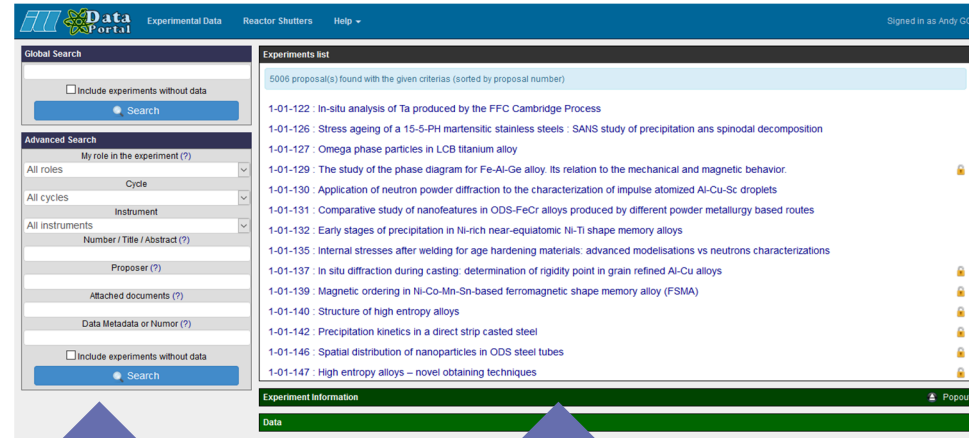 Data
Portal
Experimental Data
Reactor Shutters
Help
Signed in as Andy GO
Global Search
Include experiments without data
Search
Advanced Search
My role in the experiment (?)
All roles
Cycle
All cycles
Instrument
All instruments
Number / Title / Abstract (?)
Proposer (?)
Attached documents (?)
Data Metadata or Numor (?)
Include experiments without data
Search
Experiments list
5006 proposal(s) found with the given criterias (sorted by proposal number)
1-01-122 : In-situ analysis of Ta produced by the FFC Cambridge Process
1-01-126 : Stress ageing of a 15-5-PH martensitic stainless steels : SANS study of precipitation ans spinodal decomposition
1-01-127 : Omega phase particles in LCB titanium alloy
1-01-129 : The study of the phase diagram for Fe-Al-Ge alloy. Its relation to the mechanical and magnetic behavior.
1-01-130 : Application of neutron powder diffraction to the characterization of impulse atomized Al-Cu-Sc droplets
1-01-131 : Comparative study of nanofeatures in ODS-FeCr alloys produced by different powder metallurgy based routes
1-01-132 : Early stages of precipitation in Ni-rich near-equiatomic Ni-Ti shape memory alloys
1-01-135 : Internal stresses after welding for age hardening materials: advanced modelisations vs neutrons characterizations
1-01-137 : In situ diffraction during casting: determination of rigidity point in grain refined Al-Cu alloys
1-01-139 : Magnetic ordering in Ni-Co-Mn-Sn-based ferromagnetic shape memory alloy (FSMA)
1-01-140 : Structure of high entropy alloys
1-01-142 : Precipitation kinetics in a direct strip casted steel
1-01-146 : Spatial distribution of nanoparticles in ODS steel tubes
1-01-147 : High entropy alloys – novel obtaining techniques
Experiment Information
Popou
Data